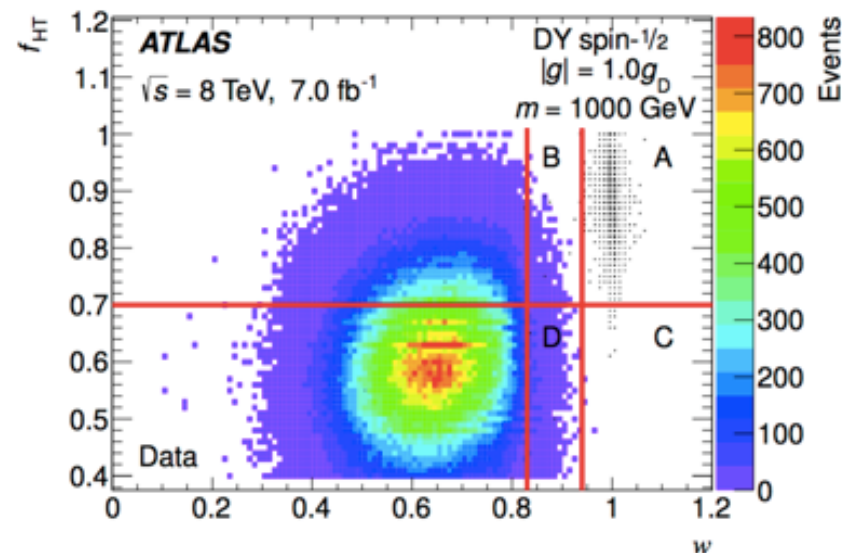 ATLAS
√s = 8 TeV, 7.0 fb⁻¹
DY spin-1/2
|g| = 1.0g_D
m = 1000 GeV
B
A
D
C
Data
f_HT
1.2
1.1
1
0.9
0.8
0.7
0.6
0.5
0.4
0 0.2 0.4 0.6 0.8 1 1.2
w
800
700
600
500
400
300
200
100
0
Events